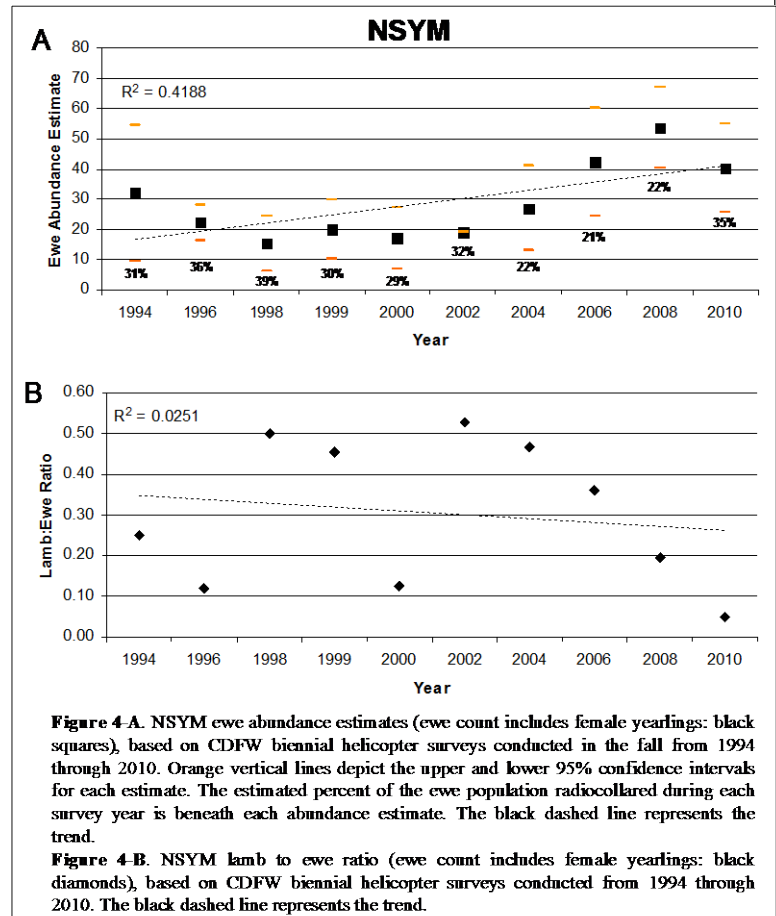 NSYM
A
80
70
60
50
40
30
20
10
0
Ewe Abundance Estimate
R² = 0.4188
31%
36%
39%
30%
29%
32%
22%
21%
22%
35%
1994 1996 1998 1999 2000 2002 2004 2006 2008 2010
Year
B
0.60
0.50
0.40
0.30
0.20
0.10
0.00
Lamb:Ewe Ratio
R² = 0.0251
1994 1996 1998 1999 2000 2002 2004 2006 2008 2010
Year
Figure 4-A. NSYM ewe abundance estimates (ewe count includes female yearlings: black
squares), based on CDFW biennial helicopter surveys conducted in the fall from 1994
through 2010. Orange vertical lines depict the upper and lower 95% confidence intervals
for each estimate. The estimated percent of the ewe population radiocollared during each
survey year is beneath each abundance estimate. The black dashed line represents the
trend.
Figure 4-B. NSYM lamb to ewe ratio (ewe count includes female yearlings: black
diamonds), based on CDFW biennial helicopter surveys conducted from 1994 through
2010. The black dashed line represents the trend.